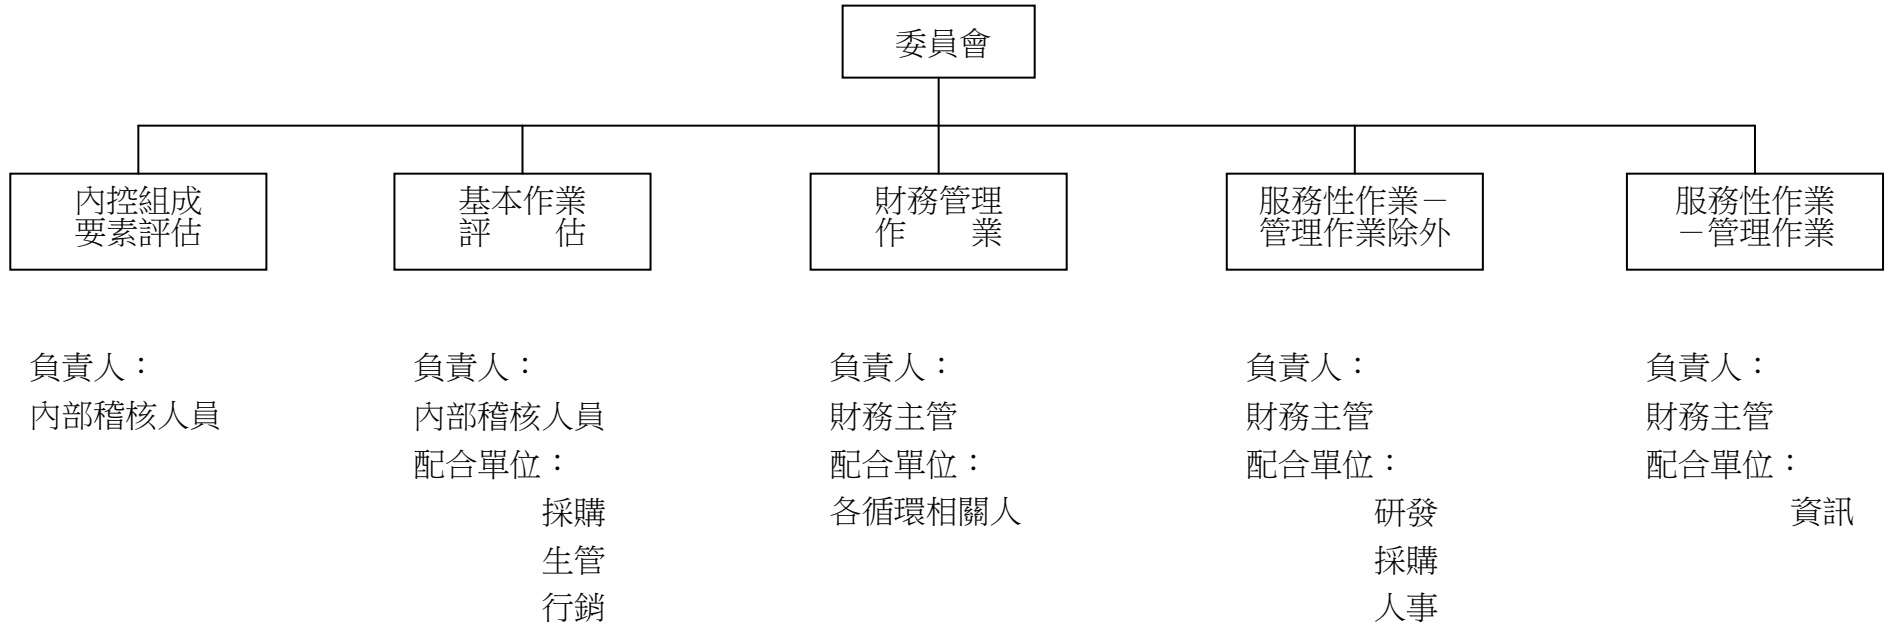 委員會
內控組成
要素評估
基本作業
評　　估
財務管理
作　　業
服務性作業－
管理作業除外
服務性作業
－管理作業
負責人：
內部稽核人員
負責人：
內部稽核人員
配合單位：
採購
生管
行銷
負責人：
財務主管
配合單位：
各循環相關人
負責人：
財務主管
配合單位：
研發
採購
人事
負責人：
財務主管
配合單位：
資訊